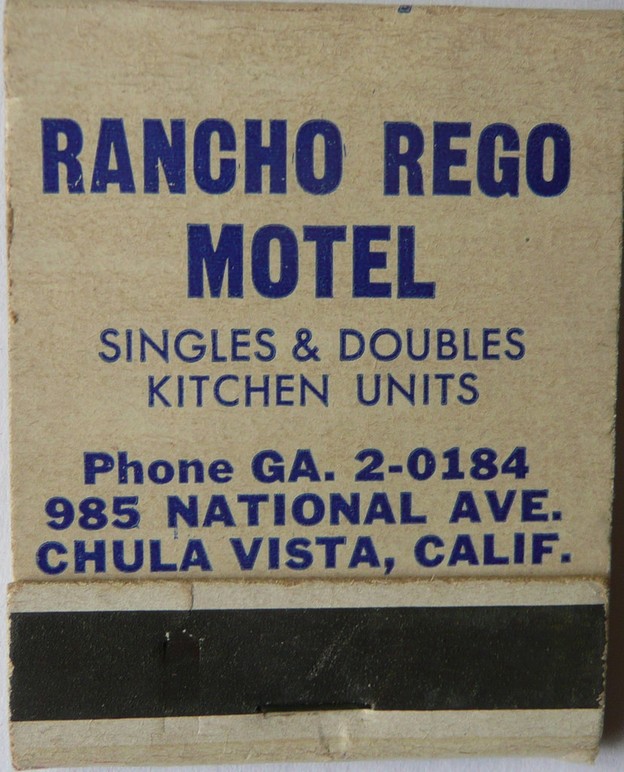 RANCHO REGO
MOTEL
SINGLES & DOUBLES
KITCHEN UNITS
Phone GA. 2-0184
985 NATIONAL AVE.
CHULA VISTA, CALIF.